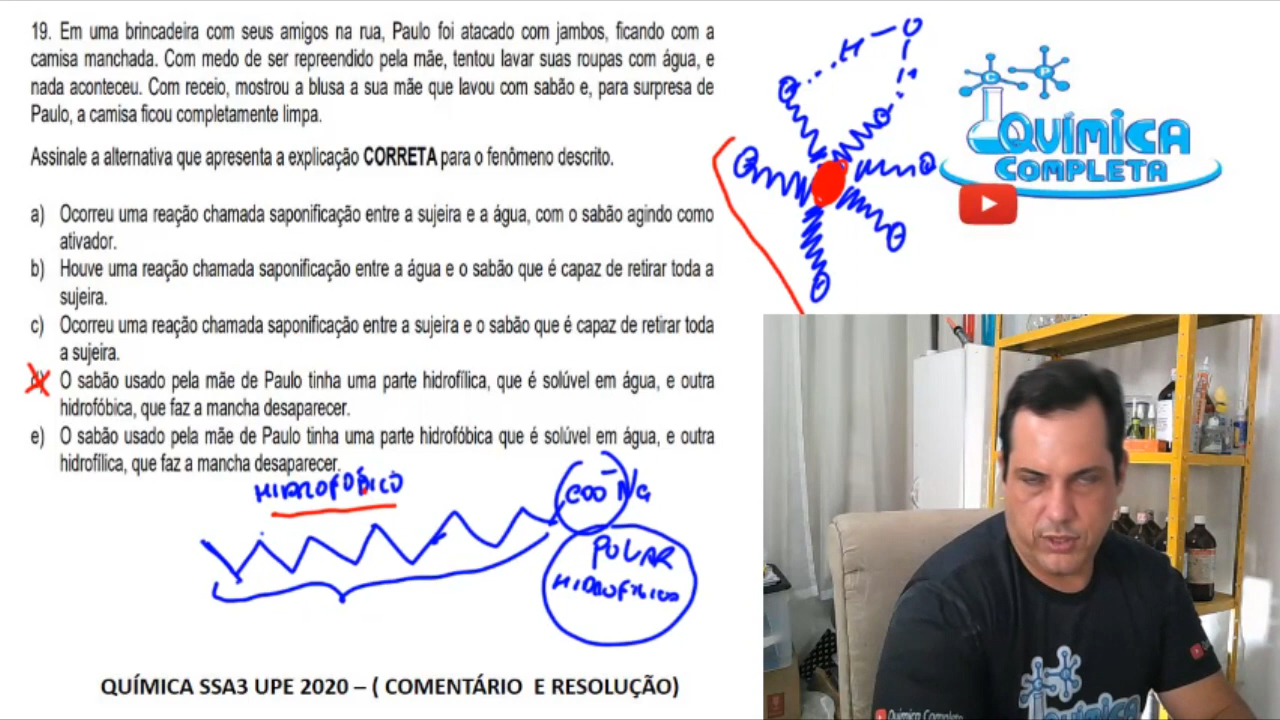 19. Em uma brincadeira com seus amigos na rua, Paulo foi atacado com jambos, ficando com a
camisa manchada. Com medo de ser repreendido pela mãe, tentou lavar suas roupas com água, e
nada aconteceu. Com receio, mostrou a blusa a sua mãe que lavou com sabão e, para surpresa de
Paulo, a camisa ficou completamente limpa.
Assinale a alternativa que apresenta a explicação CORRETA para o fenômeno descrito.
a) Ocorreu uma reação chamada saponificação entre a sujeira e a água, com o sabão agindo como
ativador.
b) Houve uma reação chamada saponificação entre a água e o sabão que é capaz de retirar toda a
sujeira.
c) Ocorreu uma reação chamada saponificação entre a sujeira e o sabão que é capaz de retirar toda
a sujeira.
O sabão usado pela mãe de Paulo tinha uma parte hidrofílica, que é solúvel em água, e outra
hidrofóbica, que faz a mancha desaparecer.
e) O sabão usado pela mãe de Paulo tinha uma parte hidrofóbica que é solúvel em água, e outra
hidrofílica, que faz a mancha desaparecer.
HIDROFÓBICO
COO⁻Na
POLAR
HIDROFÍLICO
QUÍMICA SSA3 UPE 2020 – ( COMENTÁRIO E RESOLUÇÃO)
H – O
C P
QUÍMICA
COMPLETA
Química Completa